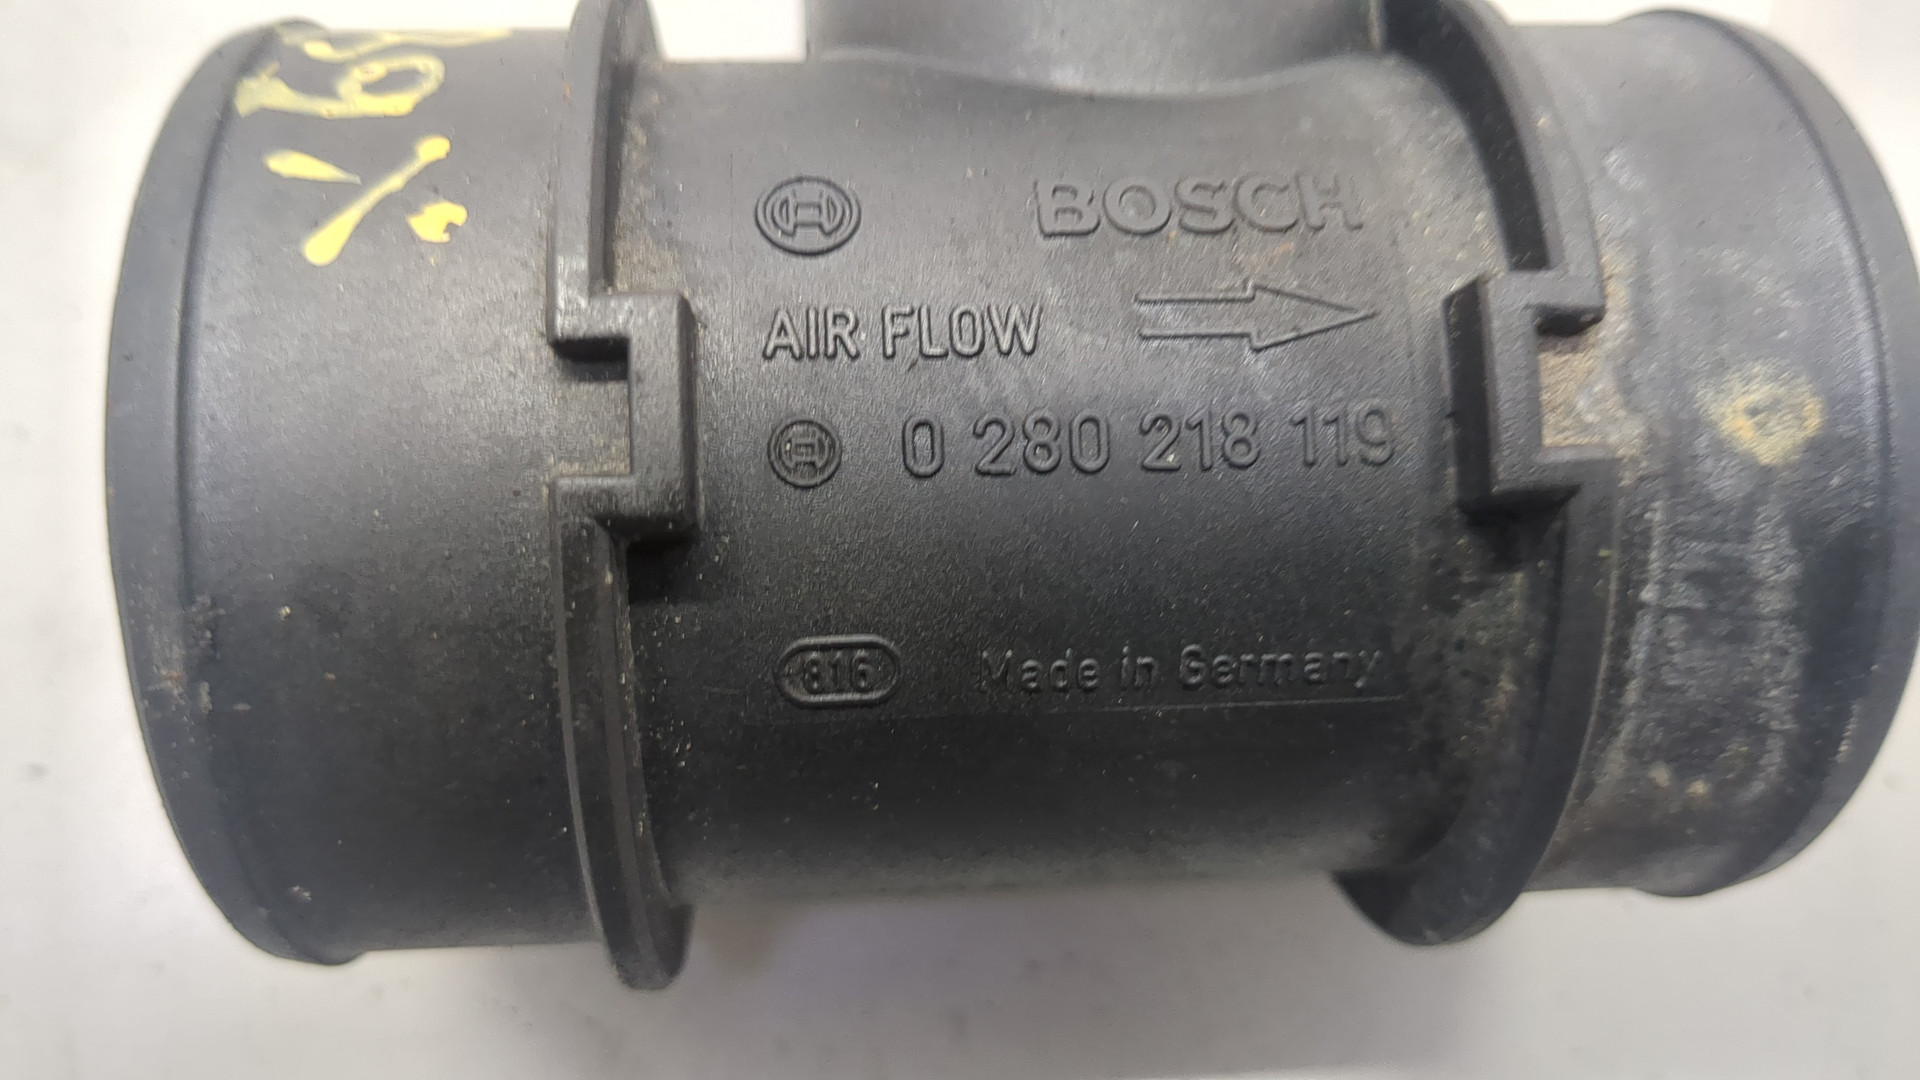 BOSCH
AIR FLOW
0 280 218 119
816 Made in Germany